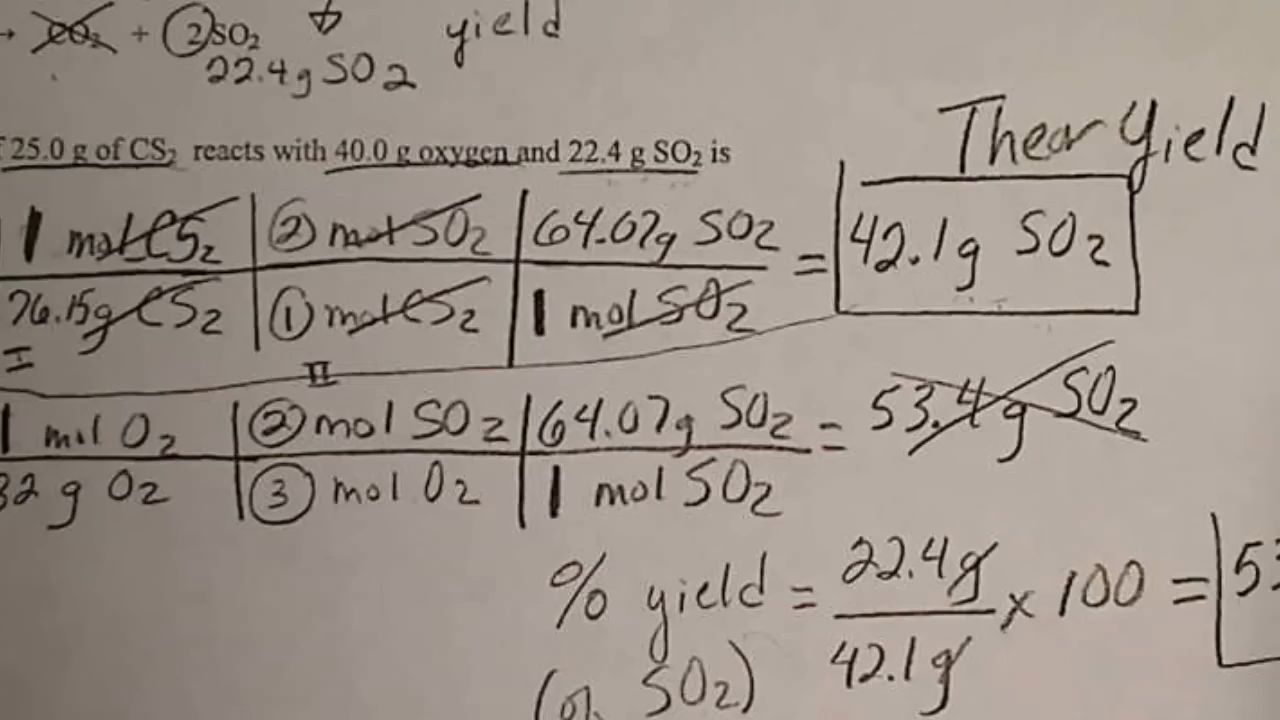 → CO₂ + ②SO₂ yield
22.4g SO₂
25.0 g of CS₂ reacts with 40.0 g oxygen and 22.4 g SO₂ is
Theor Yield
1 mol CS₂ | ② mol SO₂ | 64.07g SO₂ = 42.1g SO₂
76.15g CS₂ | ① mol CS₂ | 1 mol SO₂
I II
1 mol O₂ | ② mol SO₂ | 64.07g SO₂ = 53.4g SO₂
32 g O₂ | ③ mol O₂ | 1 mol SO₂
% yield = 22.4g × 100 = 53
42.1g
SO₂)